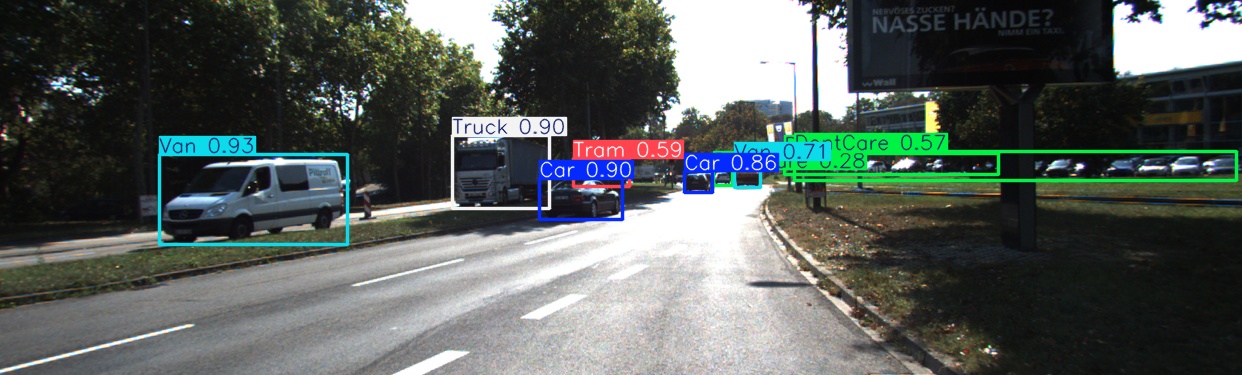 NERVÖSES ZUCKEN?
NASSE HÄNDE?
NIMM EIN TAXI.
Wall
Van 0.93
Truck 0.90
Tram 0.59
Car 0.90
Car 0.86
Van 0.71
DontCare 0.57
0.28